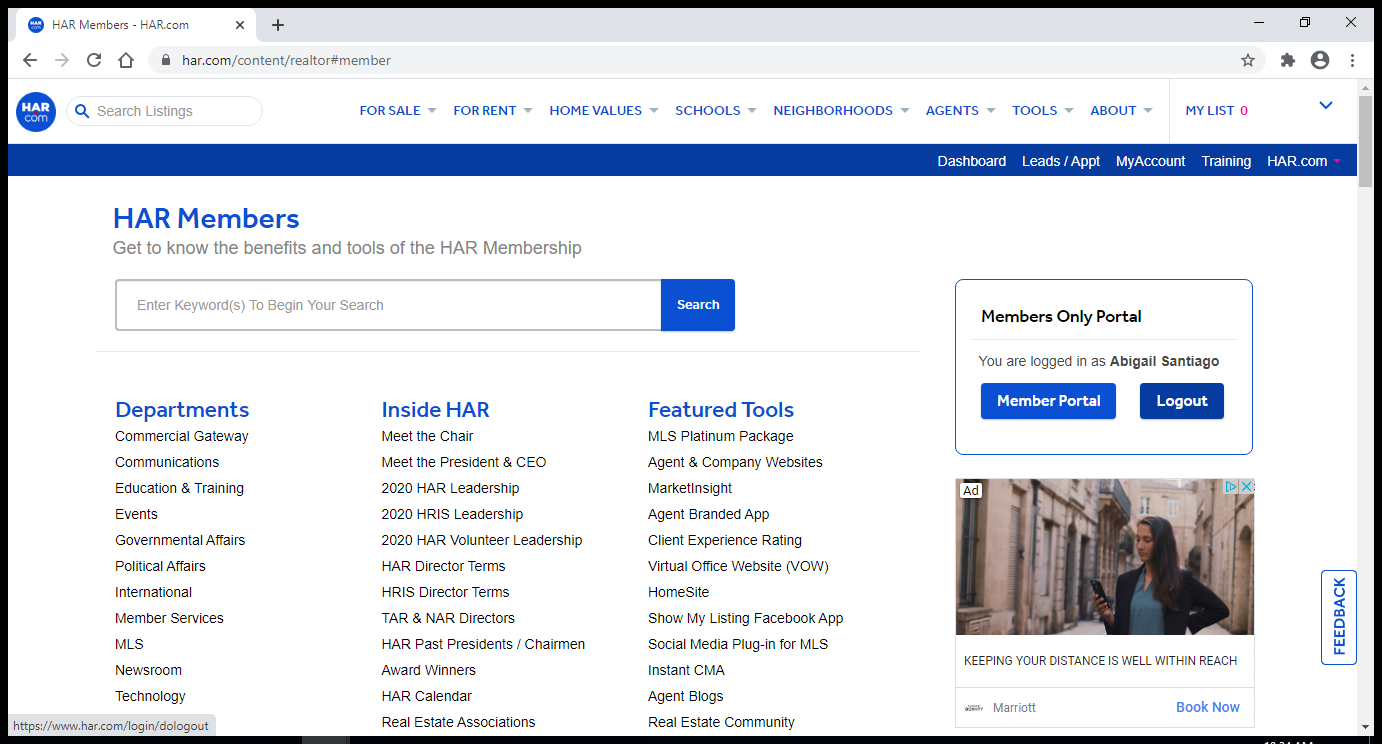 HAR Members - HAR.com
har.com/content/realtor#member
HAR
com
Search Listings
FOR SALE FOR RENT HOME VALUES SCHOOLS NEIGHBORHOODS AGENTS TOOLS ABOUT MY LIST 0
Dashboard Leads / Appt MyAccount Training HAR.com
HAR Members
Get to know the benefits and tools of the HAR Membership
Enter Keyword(s) To Begin Your Search
Search
Departments
Commercial Gateway
Communications
Education & Training
Events
Governmental Affairs
Political Affairs
International
Member Services
MLS
Newsroom
Technology
Inside HAR
Meet the Chair
Meet the President & CEO
2020 HAR Leadership
2020 HRIS Leadership
2020 HAR Volunteer Leadership
HAR Director Terms
HRIS Director Terms
TAR & NAR Directors
HAR Past Presidents / Chairmen
Award Winners
HAR Calendar
Real Estate Associations
Featured Tools
MLS Platinum Package
Agent & Company Websites
MarketInsight
Agent Branded App
Client Experience Rating
Virtual Office Website (VOW)
HomeSite
Show My Listing Facebook App
Social Media Plug-in for MLS
Instant CMA
Agent Blogs
Real Estate Community
Members Only Portal
You are logged in as Abigail Santiago
Member Portal Logout
Ad
KEEPING YOUR DISTANCE IS WELL WITHIN REACH
Marriott Book Now
FEEDBACK
https://www.har.com/login/dologout